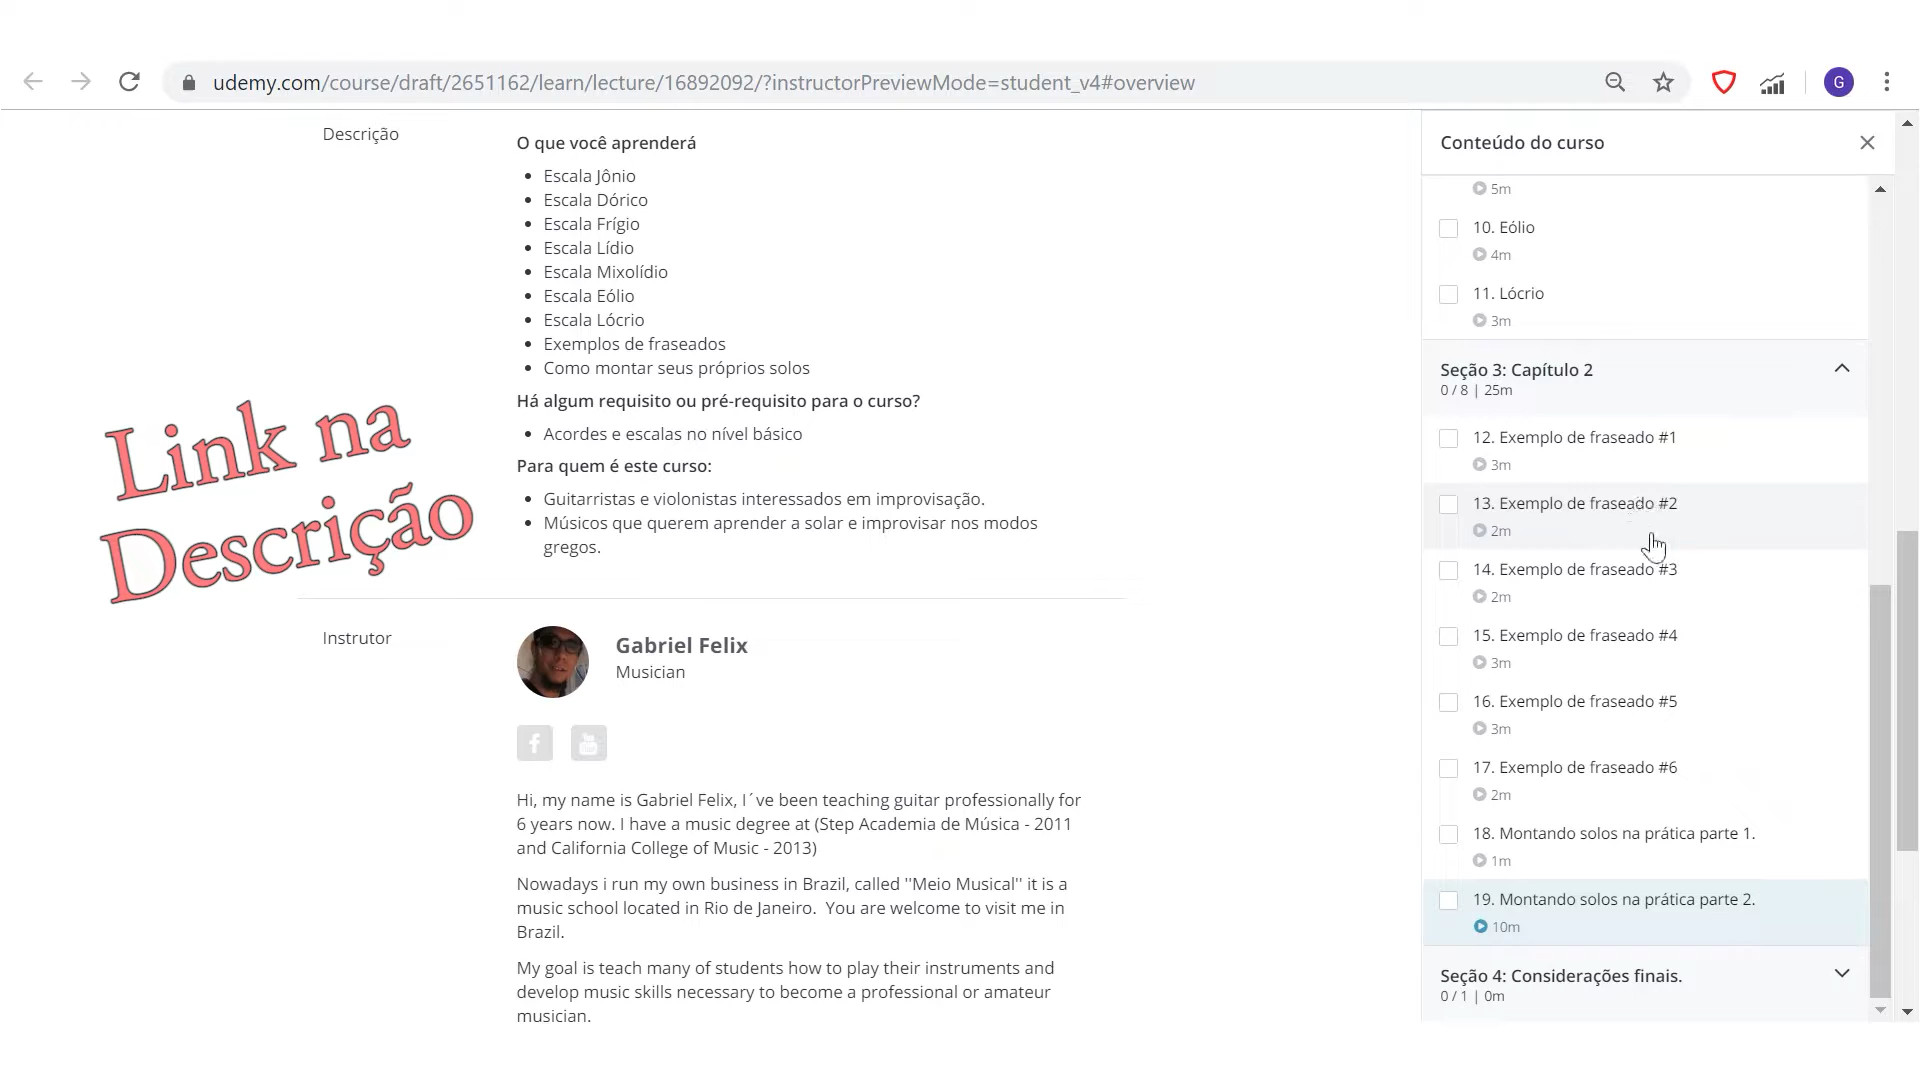 udemy.com/course/draft/2651162/learn/lecture/16892092/?instructorPreviewMode=student_v4#overview
G
Descrição
O que você aprenderá
Escala Jônio
Escala Dórico
Escala Frígio
Escala Lídio
Escala Mixolídio
Escala Eólio
Escala Lócrio
Exemplos de fraseados
Como montar seus próprios solos
Há algum requisito ou pré-requisito para o curso?
Acordes e escalas no nível básico
Para quem é este curso:
Guitarristas e violonistas interessados em improvisação.
Músicos que querem aprender a solar e improvisar nos modos
gregos.
Link na
Descrição
Instrutor
Gabriel Felix
Musician
Hi, my name is Gabriel Felix, I´ve been teaching guitar professionally for
6 years now. I have a music degree at (Step Academia de Música - 2011
and California College of Music - 2013)
Nowadays i run my own business in Brazil, called ''Meio Musical'' it is a
music school located in Rio de Janeiro.  You are welcome to visit me in
Brazil.
My goal is teach many of students how to play their instruments and
develop music skills necessary to become a professional or amateur
musician.
Conteúdo do curso
5m
10. Eólio
4m
11. Lócrio
3m
Seção 3: Capítulo 2
0 / 8 | 25m
12. Exemplo de fraseado #1
3m
13. Exemplo de fraseado #2
2m
14. Exemplo de fraseado #3
2m
15. Exemplo de fraseado #4
3m
16. Exemplo de fraseado #5
3m
17. Exemplo de fraseado #6
2m
18. Montando solos na prática parte 1.
1m
19. Montando solos na prática parte 2.
10m
Seção 4: Considerações finais.
0 / 1 | 0m